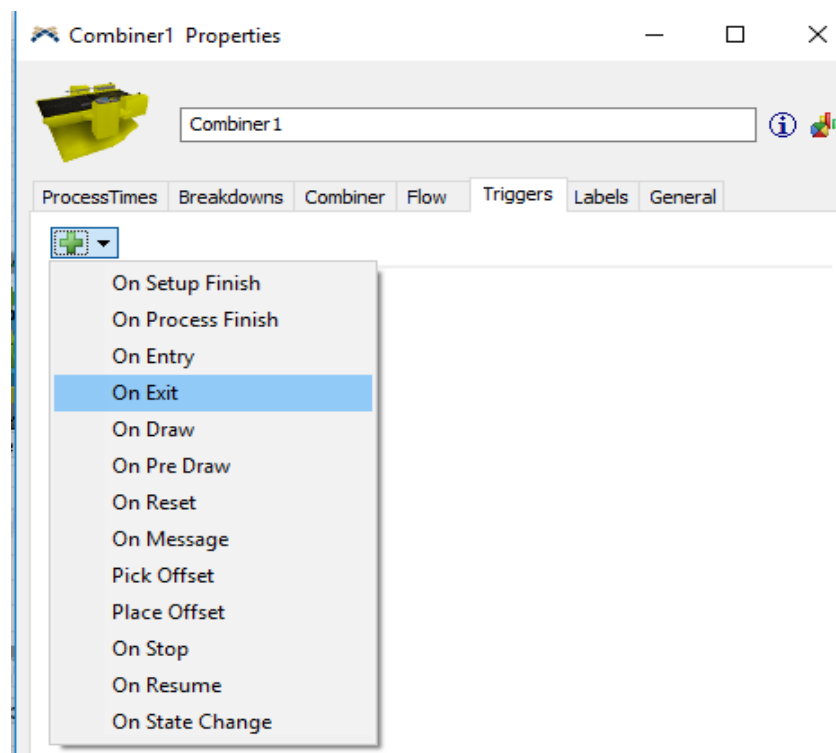 Combiner1 Properties
Combiner1
ProcessTimes Breakdowns Combiner Flow Triggers Labels General
On Setup Finish
On Process Finish
On Entry
On Exit
On Draw
On Pre Draw
On Reset
On Message
Pick Offset
Place Offset
On Stop
On Resume
On State Change